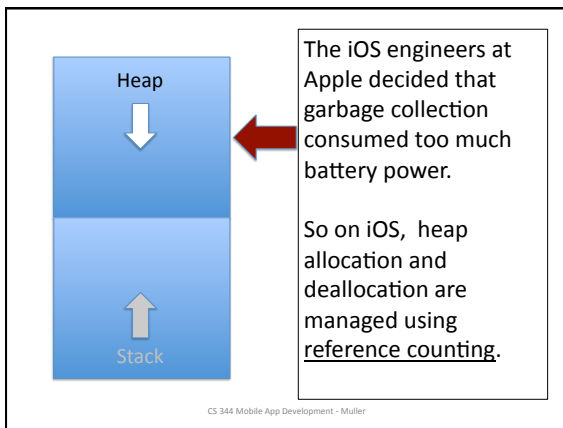 Heap
Stack
The iOS engineers at
Apple decided that
garbage collection
consumed too much
battery power.
So on iOS, heap
allocation and
deallocation are
managed using
reference counting.
CS 344 Mobile App Development - Muller